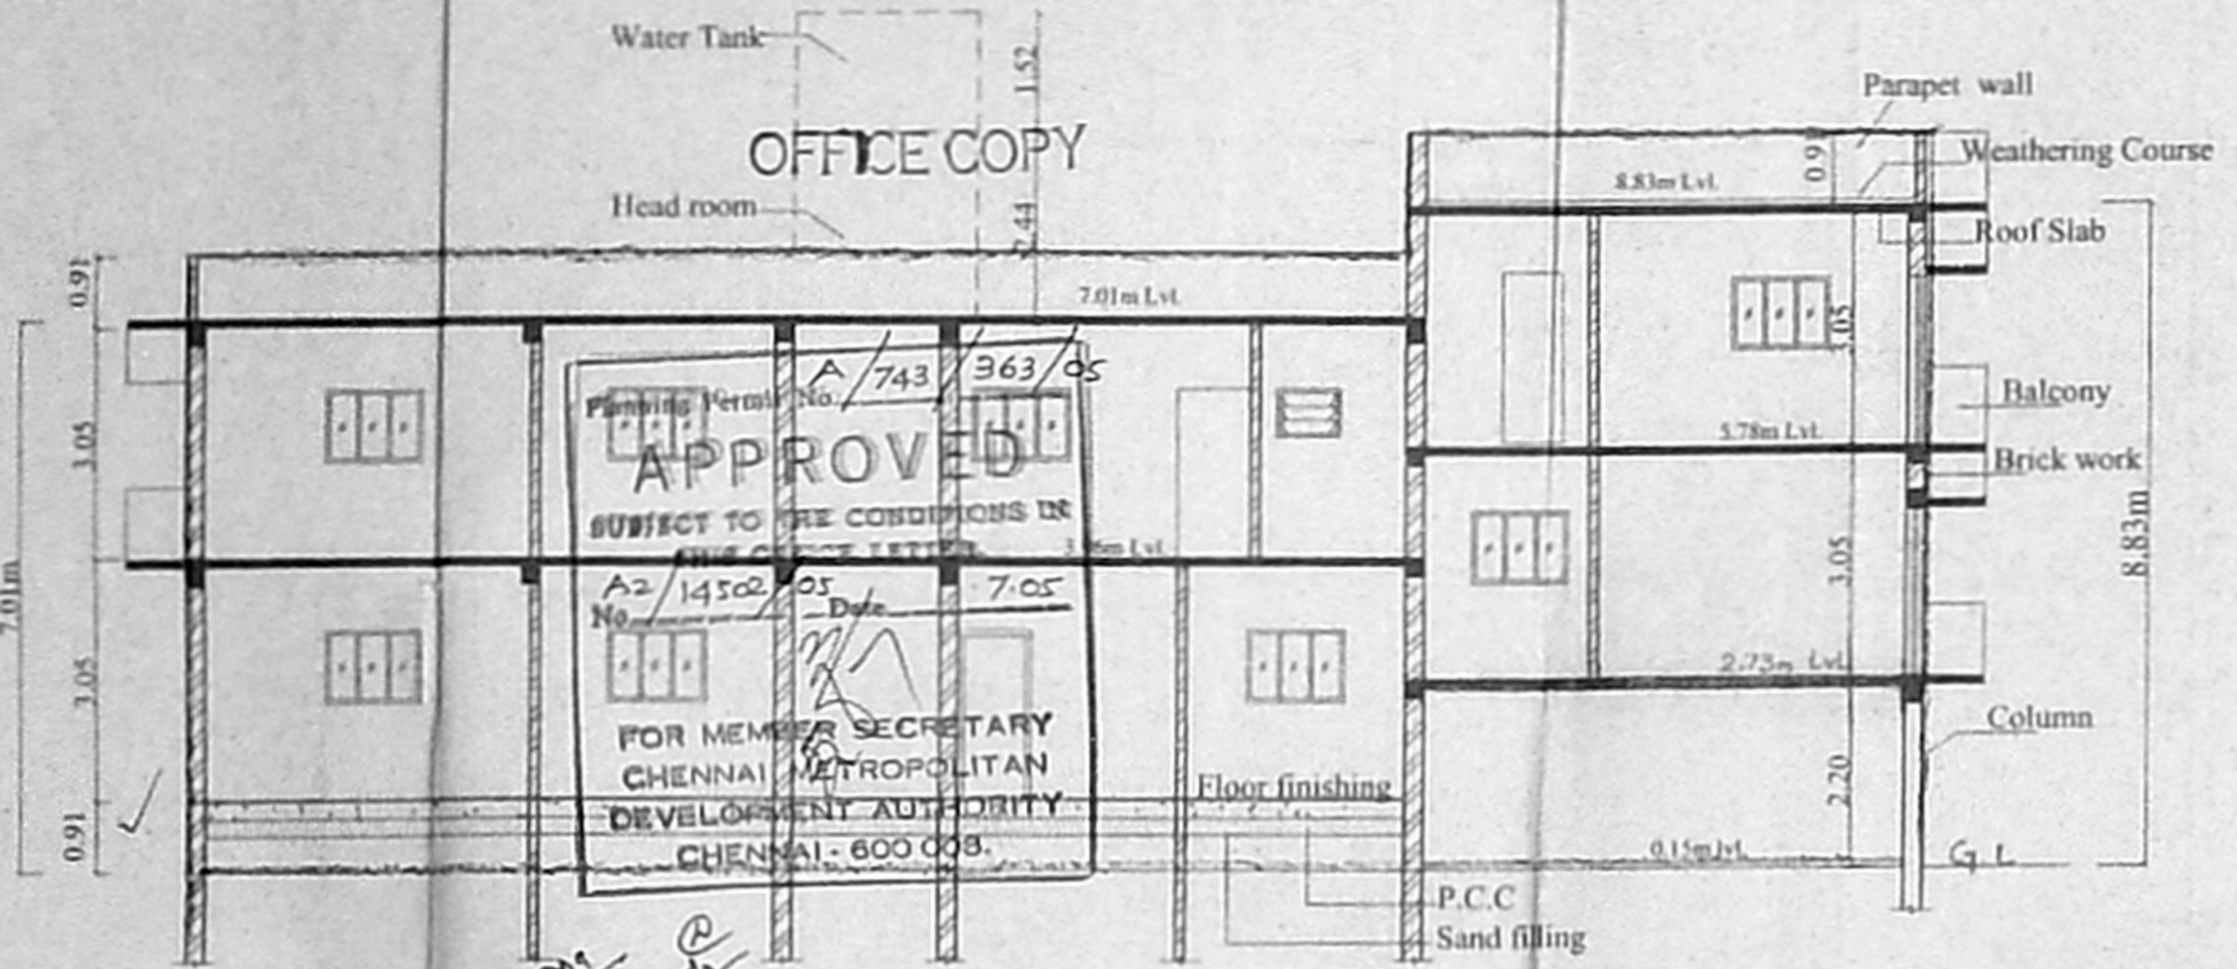 Water Tank
1.52
OFFICE COPY
Head room
2.44
Parapet wall
Weathering Course
0.91
8.83m Lvl.
Roof Slab
0.91
7.01m Lvl.
3.05
A/743/363/05
Planning Permit No.
APPROVED
SUBJECT TO THE CONDITIONS IN
THIS OFFICE LETTER
A2/14502/05 7.05
No. Date
FOR MEMBER SECRETARY
CHENNAI METROPOLITAN
DEVELOPMENT AUTHORITY
CHENNAI - 600 008.
3.05
Balcony
5.78m Lvl.
Brick work
8.83m
7.01m
3.05
3.05
2.73m Lvl.
Column
2.20
Floor finishing
0.91
0.15m lvl.
G L
P.C.C
Sand filling